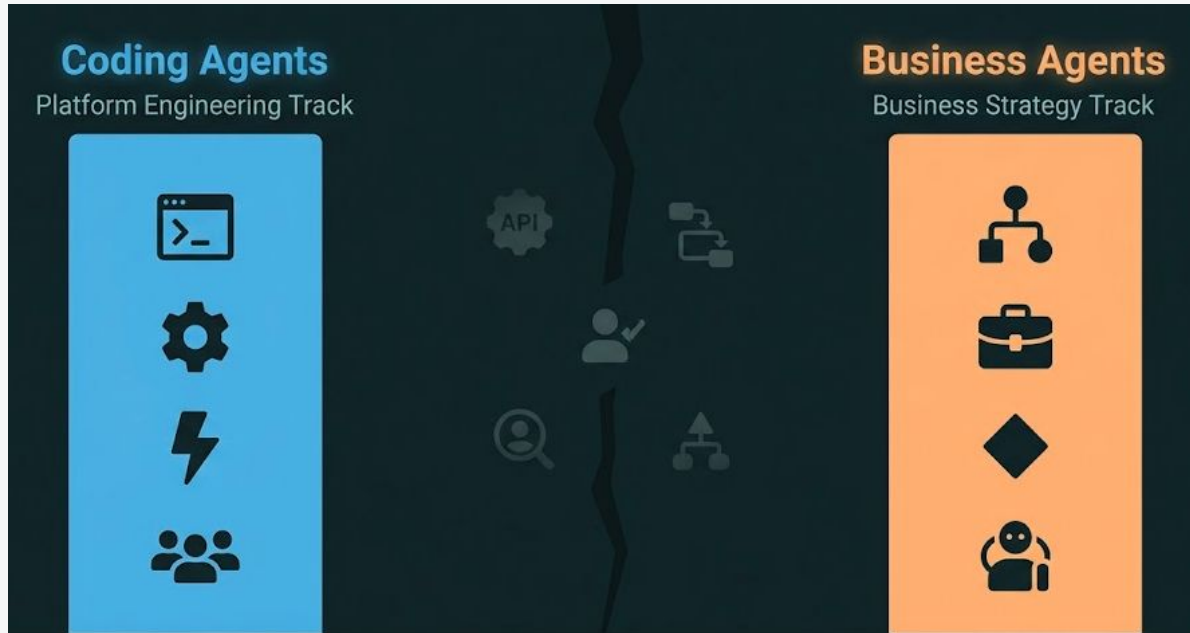 Coding Agents
Platform Engineering Track
Business Agents
Business Strategy Track
API